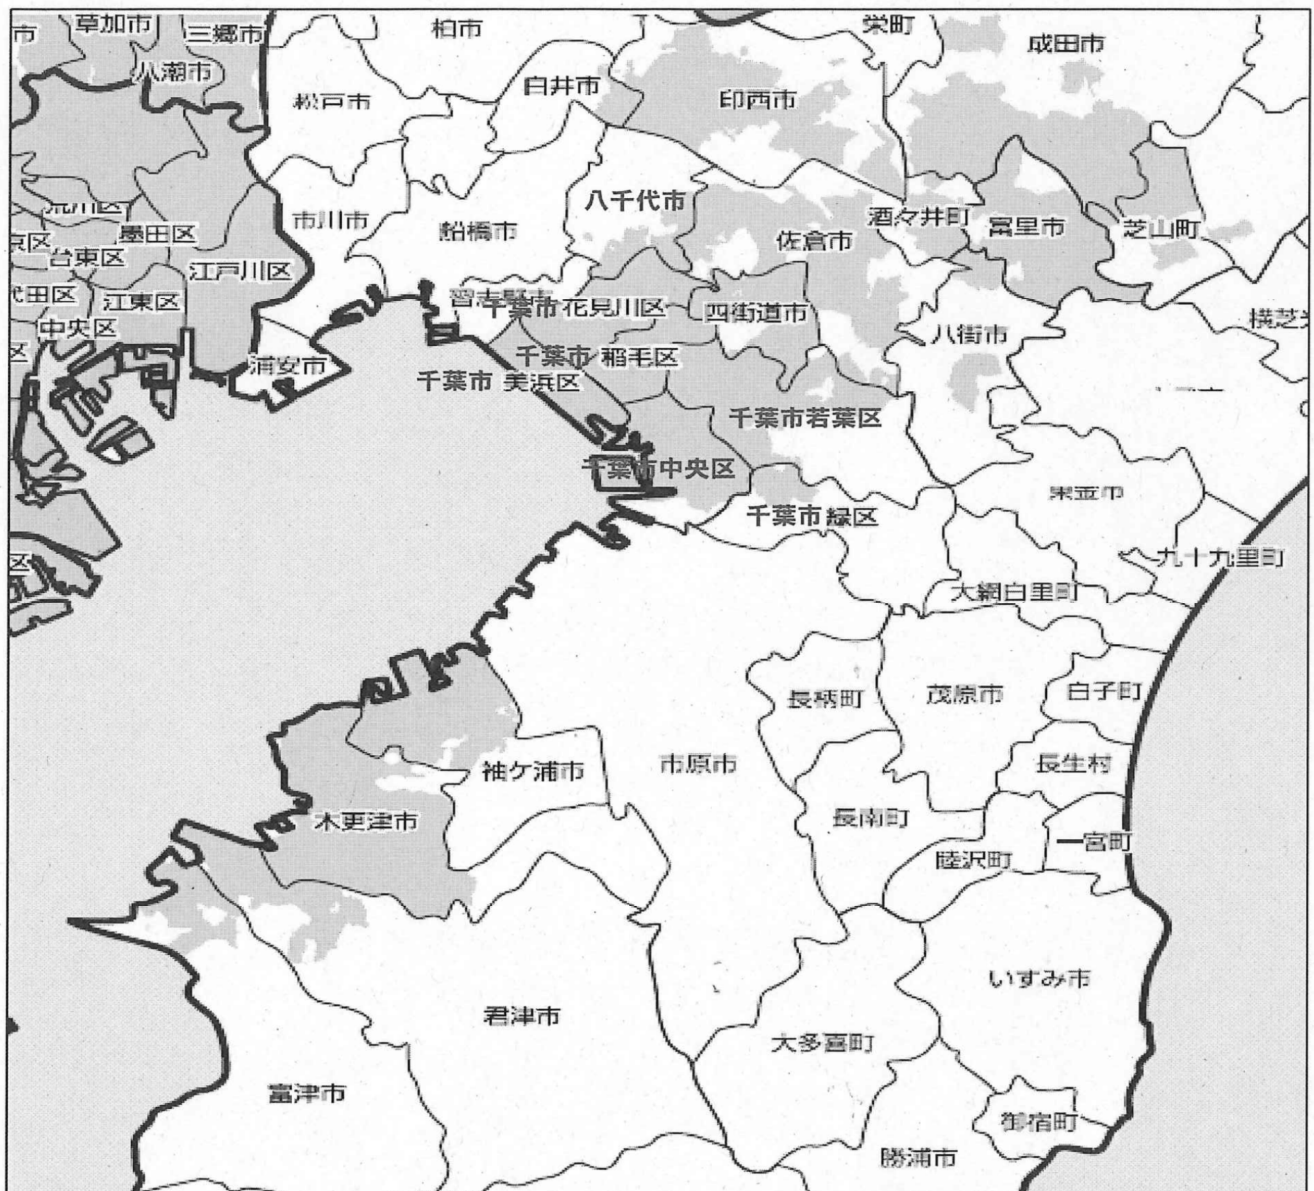 市
草加市
三郷市
柏市
栄町
成田市
八潮市
松戸市
白井市
印西市
八千代市
市川市
船橋市
佐倉市
酒々井町
富里市
芝山町
荒川区
墨田区
台東区
江戸川区
江東区
中央区
区
習志野市
千葉市 花見川区
四街道市
八街市
浦安市
千葉市 稲毛区
千葉市 美浜区
千葉市若葉区
千葉市中央区
千葉市 緑区
東金市
九十九里町
大網白里町
区
長柄町
茂原市
白子町
袖ケ浦市
市原市
長生村
木更津市
長南町
睦沢町
一宮町
いすみ市
君津市
大多喜町
富津市
御宿町
勝浦市